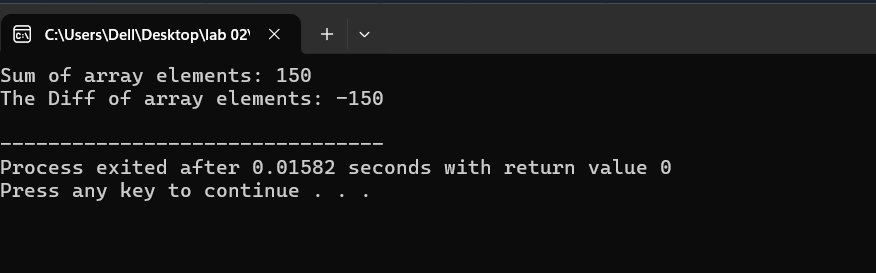 C:\Users\Dell\Desktop\lab 02\
Sum of array elements: 150
The Diff of array elements: -150
--------------------------------
Process exited after 0.01582 seconds with return value 0
Press any key to continue . . .